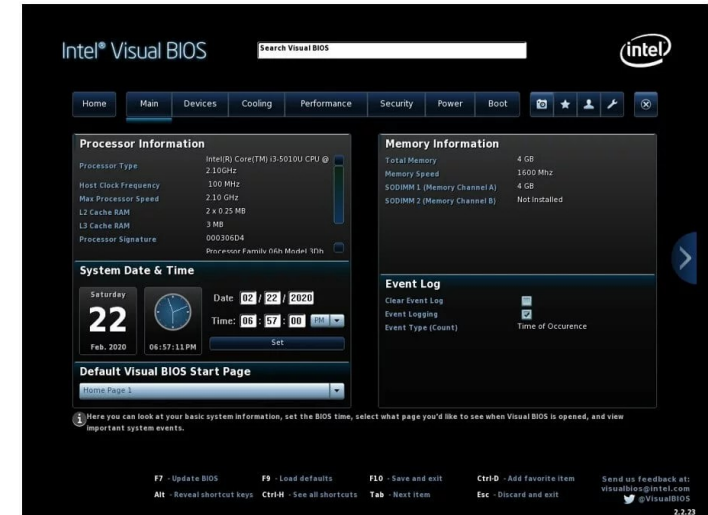 Intel® Visual BIOS
Search Visual BIOS
intel
Home Main Devices Cooling Performance Security Power Boot
Processor Information
Processor Type Intel(R) Core(TM) i3-5010U CPU @ 2.10GHz
Host Clock Frequency 100 MHz
Max Processor Speed 2.10 GHz
L2 Cache RAM 2 x 0.25 MB
L3 Cache RAM 3 MB
Processor Signature 000306D4
Processor Family 06h Model 3Dh
Memory Information
Total Memory 4 GB
Memory Speed 1600 Mhz
SODIMM 1 (Memory Channel A) 4 GB
SODIMM 2 (Memory Channel B) Not Installed
System Date & Time
Saturday
22
Feb. 2020
06:57:11 PM
Date 02 / 22 / 2020
Time: 06 : 57 : 00 PM
Set
Event Log
Clear Event Log
Event Logging
Event Type (Count) Time of Occurence
Default Visual BIOS Start Page
Home Page 1
Here you can look at your basic system information, set the BIOS time, select what page you'd like to see when Visual BIOS is opened, and view
important system events.
F7 - Update BIOS F9 - Load defaults F10 - Save and exit Ctrl-D - Add favorite item
Alt - Reveal shortcut keys Ctrl-H - See all shortcuts Tab - Next item Esc - Discard and exit
Send us feedback at:
visualbios@intel.com
@VisualBIOS
2.2.23